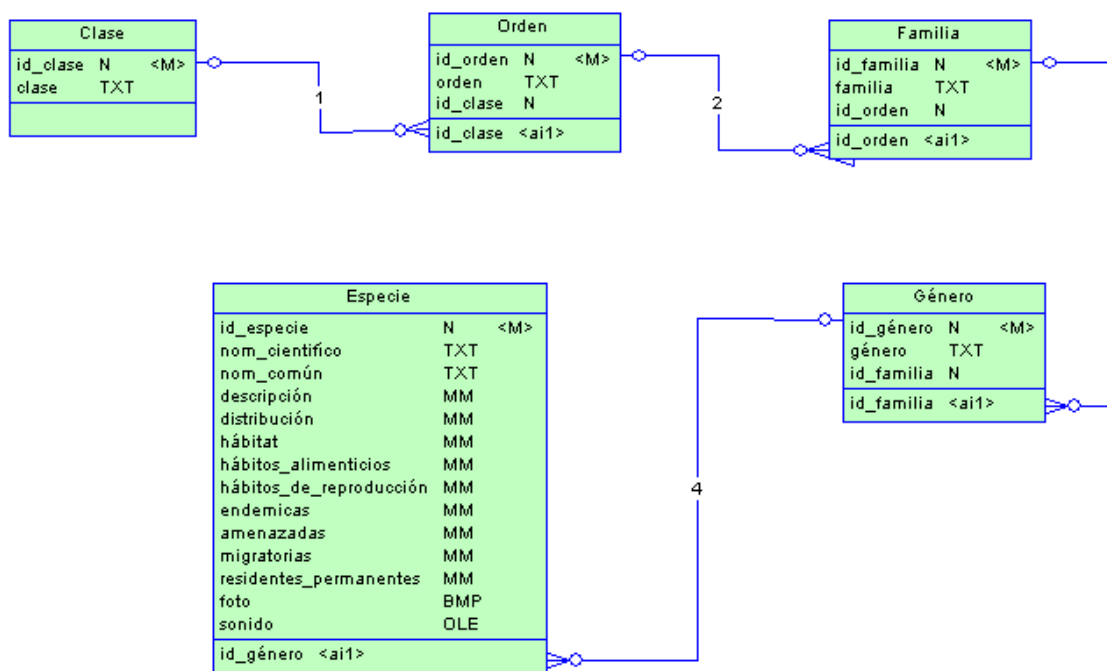 Clase
id_clase N <M>
clase TXT
1
Orden
id_orden N <M>
orden TXT
id_clase N
id_clase <ai1>
2
Familia
id_familia N <M>
familia TXT
id_orden N
id_orden <ai1>
Especie
id_especie N <M>
nom_cientifico TXT
nom_común TXT
descripción MM
distribución MM
hábitat MM
hábitos_alimenticios MM
hábitos_de_reproducción MM
endemicas MM
amenazadas MM
migratorias MM
residentes_permanentes MM
foto BMP
sonido OLE
id_género <ai1>
4
Género
id_género N <M>
género TXT
id_familia N
id_familia <ai1>